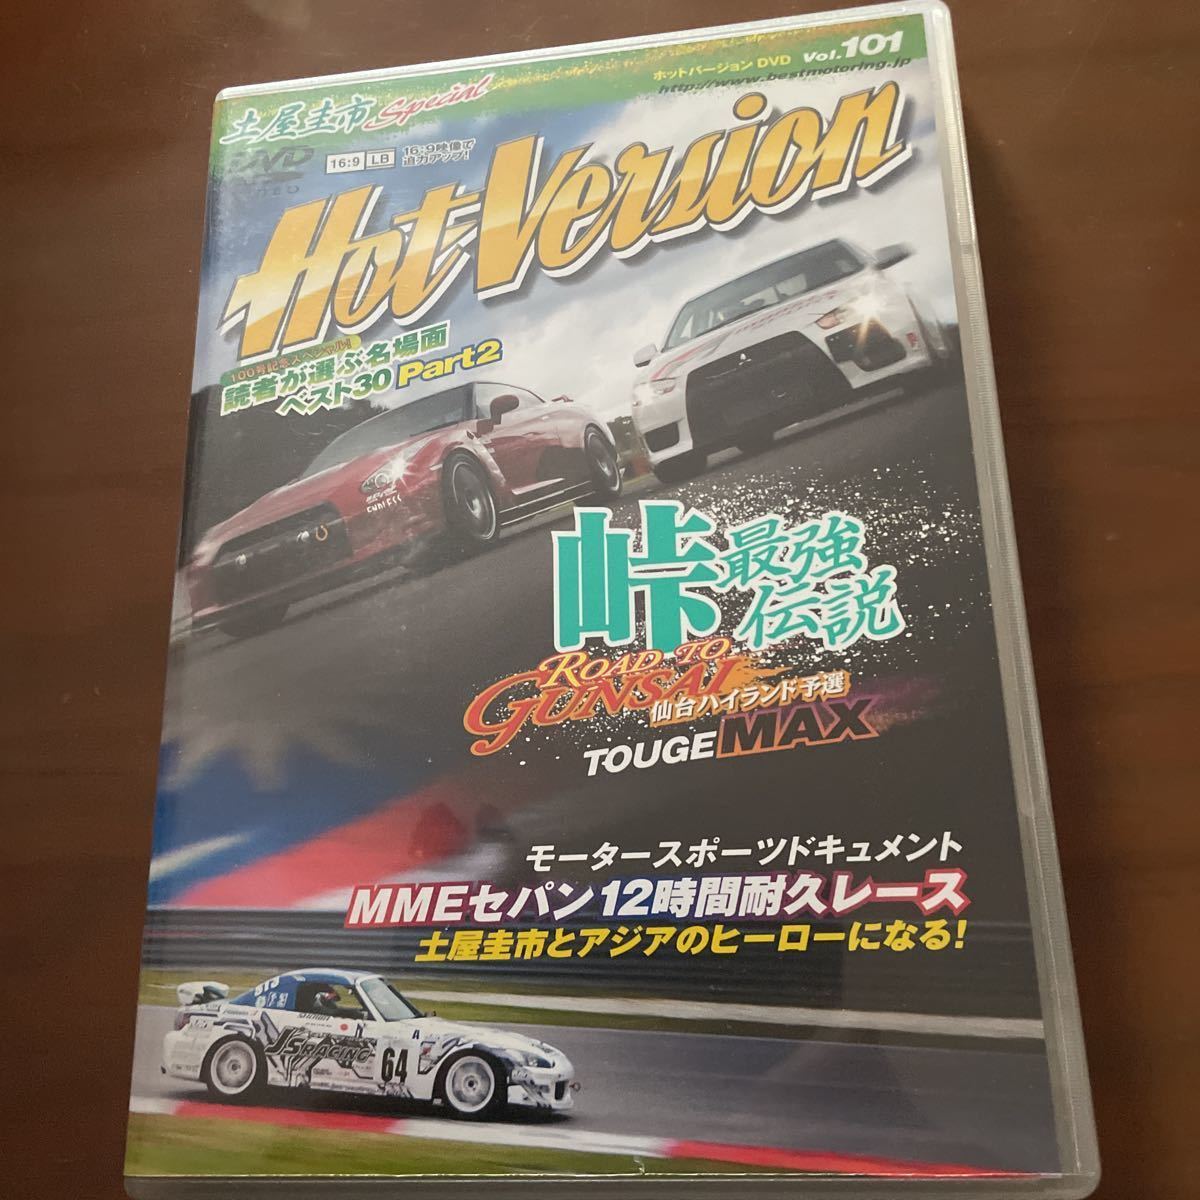 ホットバージョン DVD Vol.101
http://www.bestmotoring.jp
土屋圭市 Special
DVD
VIDEO
16:9 LB
16:9映像で
迫力アップ!
Hot Version
100号記念スペシャル!
読者が選ぶ名場面
ベスト30 Part2
ENDLESS
峠 最強
伝説
ROAD TO
GUNSAI
仙台ハイランド予選
TOUGE MAX
モータースポーツドキュメント
MMEセパン12時間耐久レース
土屋圭市とアジアのヒーローになる!
J'S RACING
64